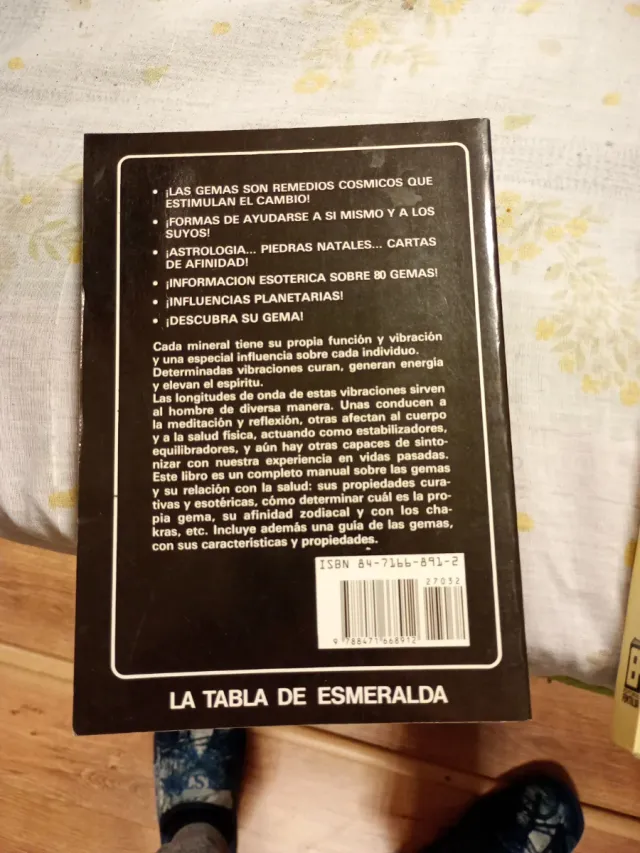 • ¡LAS GEMAS SON REMEDIOS COSMICOS QUE
ESTIMULAN EL CAMBIO!
• ¡FORMAS DE AYUDARSE A SI MISMO Y A LOS
SUYOS!
• ¡ASTROLOGIA... PIEDRAS NATALES... CARTAS
DE AFINIDAD!
• ¡INFORMACION ESOTERICA SOBRE 80 GEMAS!
• ¡INFLUENCIAS PLANETARIAS!
• ¡DESCUBRA SU GEMA!
Cada mineral tiene su propia función y vibración
y una especial influencia sobre cada individuo.
Determinadas vibraciones curan, generan energía
y elevan el espíritu.
Las longitudes de onda de estas vibraciones sirven
al hombre de diversa manera. Unas conducen a
la meditación y reflexión, otras afectan al cuerpo
y a la salud física, actuando como estabilizadores,
equilibradores, y aún hay otras capaces de sinto-
nizar con nuestra experiencia en vidas pasadas.
Este libro es un completo manual sobre las gemas
y su relación con la salud: sus propiedades cura-
tivas y esotéricas, cómo determinar cuál es la pro-
pia gema, su afinidad zodiacal y con los cha-
kras, etc. Incluye además una guía de las gemas,
con sus características y propiedades.
ISBN 84-7166-891-2
27032
9 788471 668912
LA TABLA DE ESMERALDA